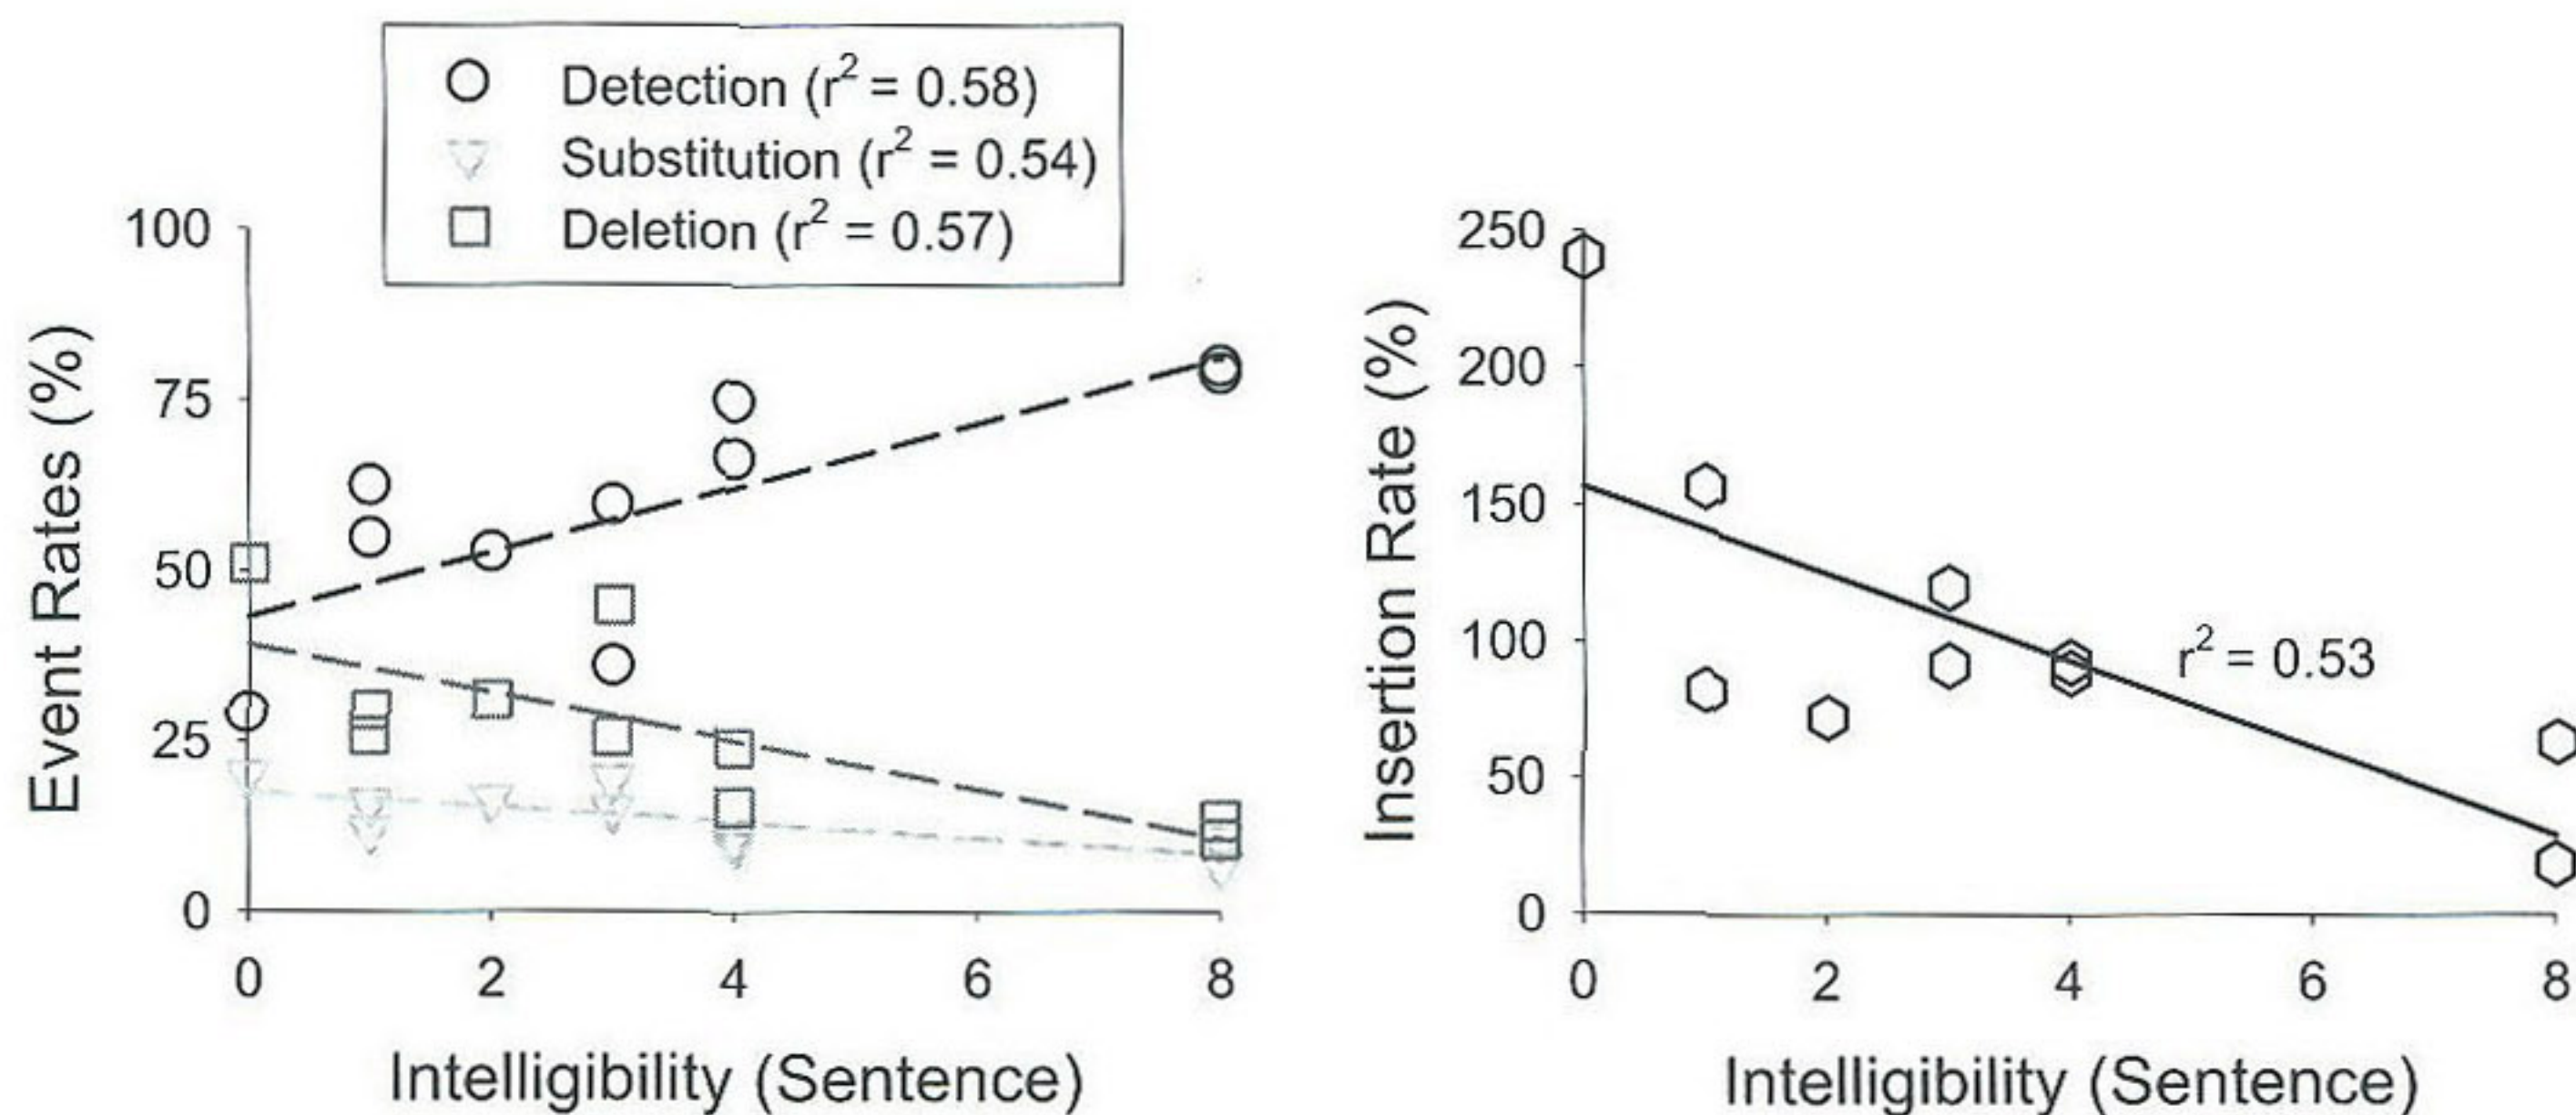 Detection (r² = 0.58)
Substitution (r² = 0.54)
Deletion (r² = 0.57)
Event Rates (%)
100
75
50
25
0
0 2 4 6 8
Intelligibility (Sentence)
Insertion Rate (%)
250
200
150
100
50
0
r² = 0.53
0 2 4 6 8
Intelligibility (Sentence)